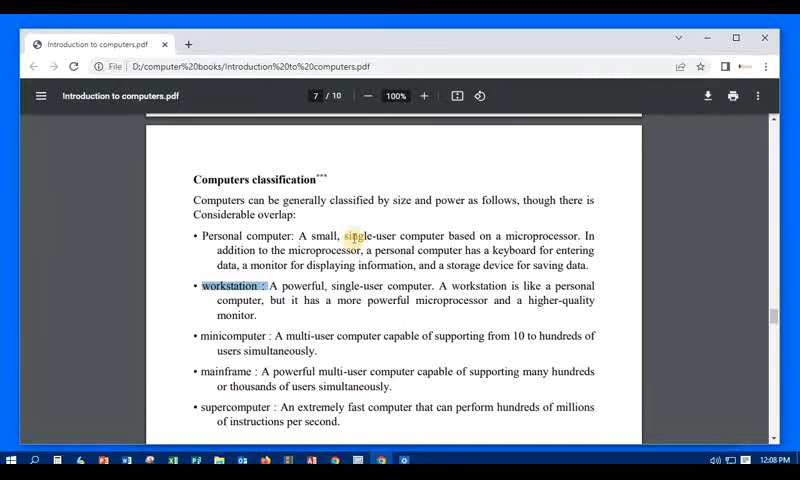 Introduction to computers.pdf
File D:/computer%20books/Introduction%20to%20computers.pdf
Introduction to computers.pdf 7 / 10 100%
Computers classification***
Computers can be generally classified by size and power as follows, though there is
Considerable overlap:
• Personal computer: A small, single-user computer based on a microprocessor. In
addition to the microprocessor, a personal computer has a keyboard for entering
data, a monitor for displaying information, and a storage device for saving data.
• workstation : A powerful, single-user computer. A workstation is like a personal
computer, but it has a more powerful microprocessor and a higher-quality
monitor.
• minicomputer : A multi-user computer capable of supporting from 10 to hundreds of
users simultaneously.
• mainframe : A powerful multi-user computer capable of supporting many hundreds
or thousands of users simultaneously.
• supercomputer : An extremely fast computer that can perform hundreds of millions
of instructions per second.
12:08 PM